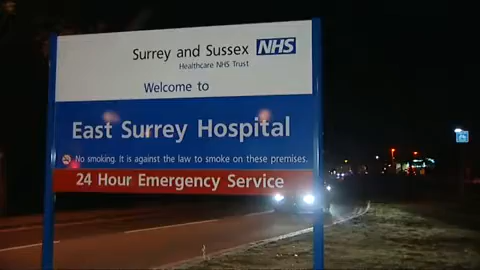 Surrey and Sussex NHS
Healthcare NHS Trust
Welcome to
East Surrey Hospital
No smoking. It is against the law to smoke on these premises.
24 Hour Emergency Service